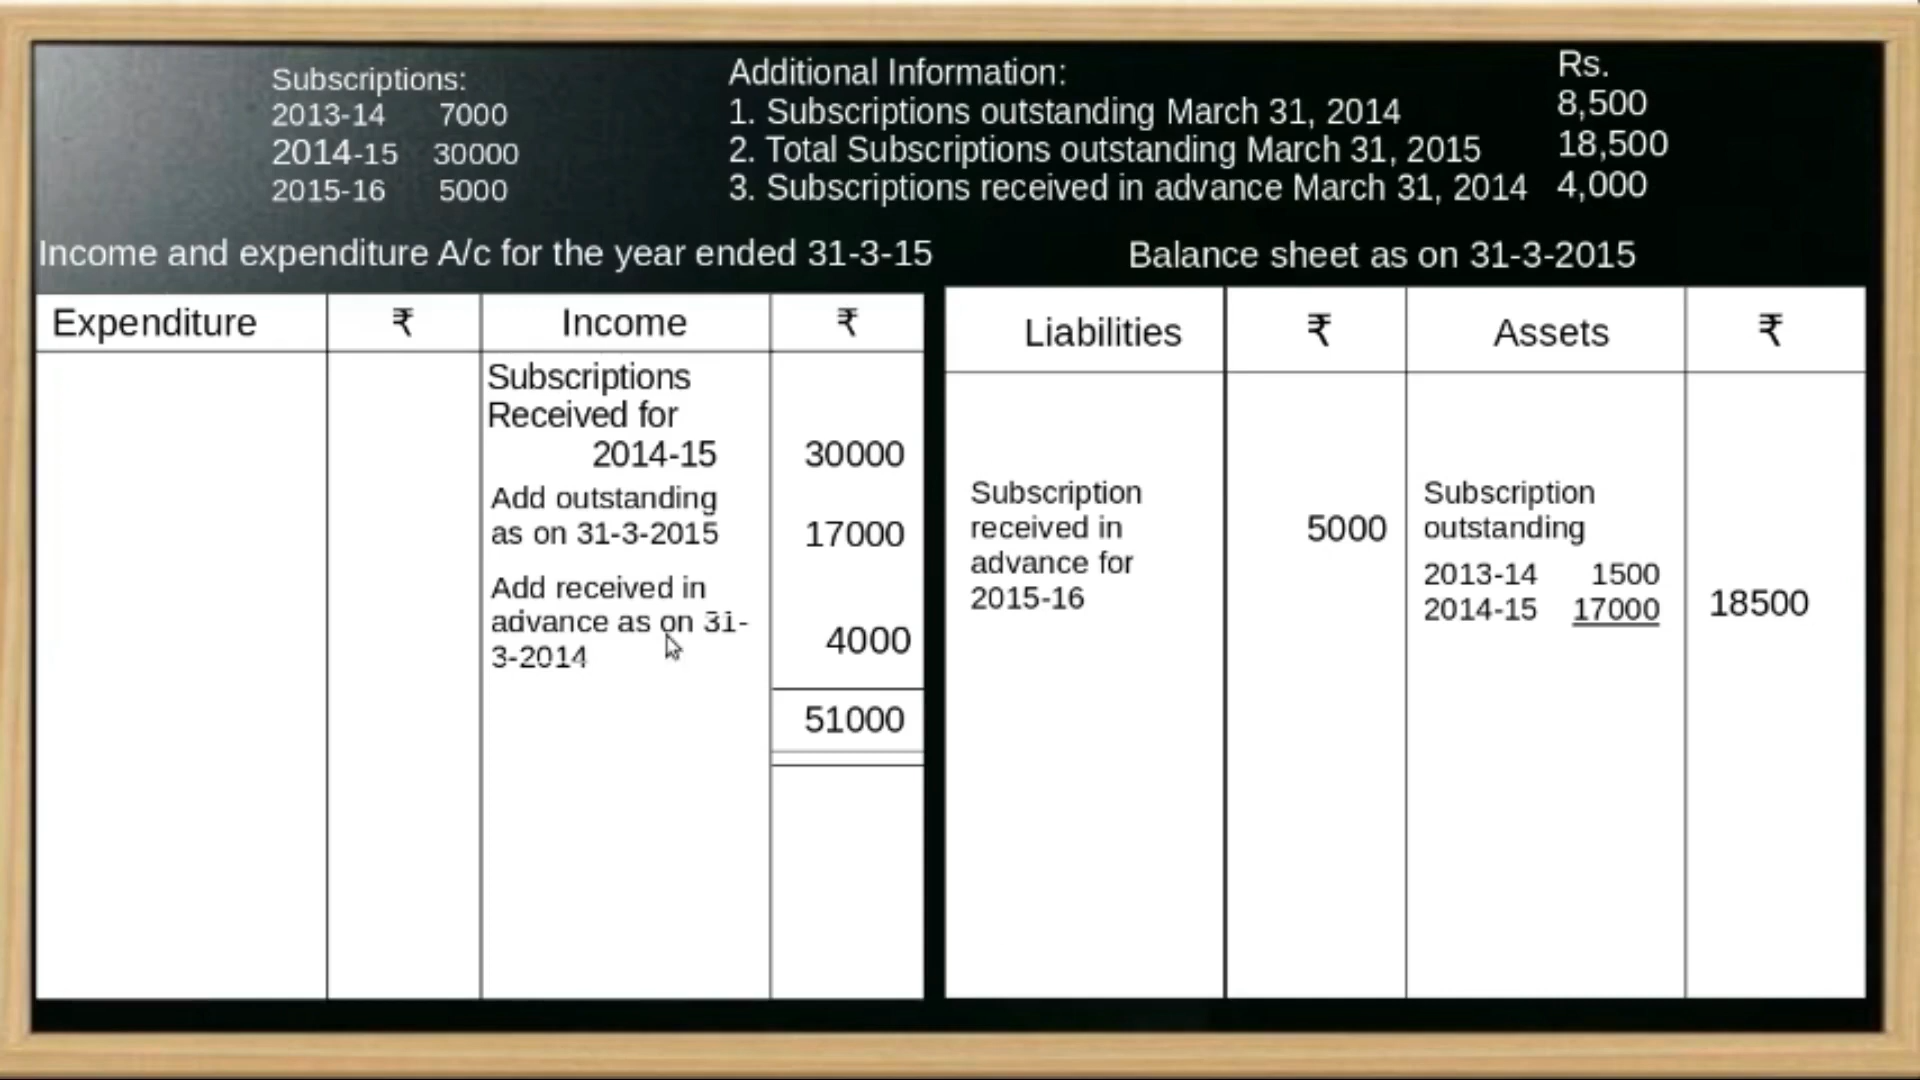 Subscriptions:
2013-14 7000
2014-15 30000
2015-16 5000
Additional Information:
Rs.
1. Subscriptions outstanding March 31, 2014 8,500
2. Total Subscriptions outstanding March 31, 2015 18,500
3. Subscriptions received in advance March 31, 2014 4,000
Income and expenditure A/c for the year ended 31-3-15
Expenditure ₹ Income ₹
Subscriptions
Received for
2014-15 30000
Add outstanding
as on 31-3-2015 17000
Add received in
advance as on 31-
3-2014 4000
51000
Balance sheet as on 31-3-2015
Liabilities ₹ Assets ₹
Subscription
received in
advance for
2015-16
5000
Subscription
outstanding
2013-14 1500
2014-15 17000
18500